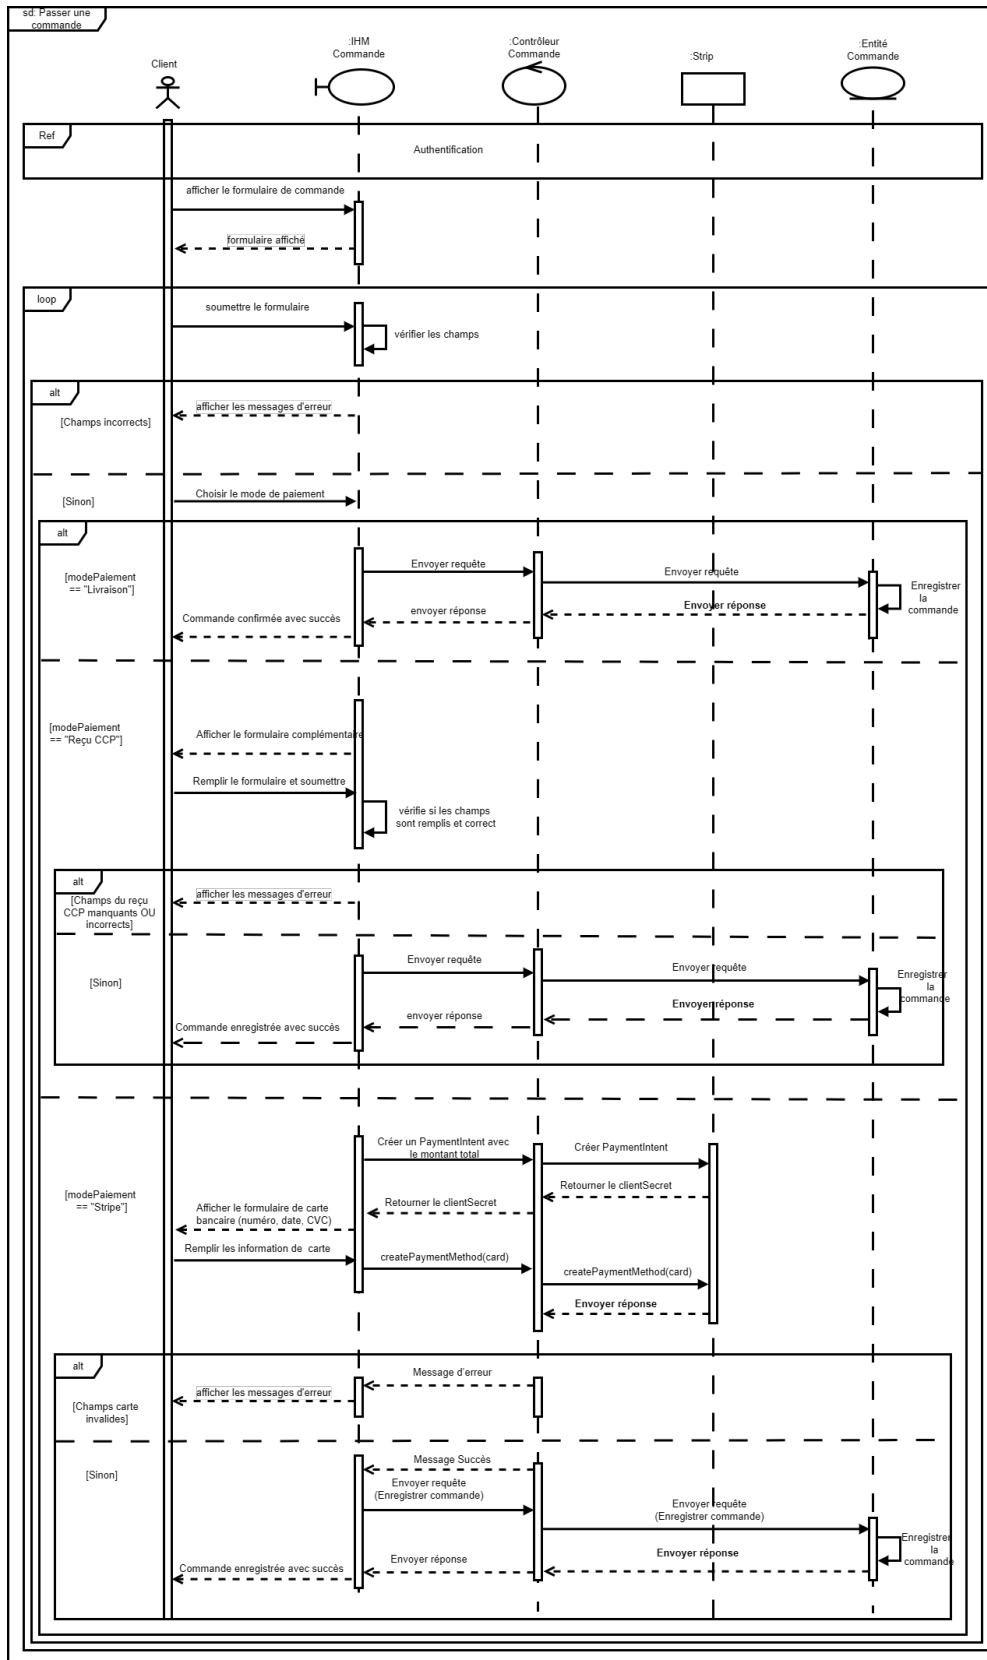 sd: Passer une
commande
Client
:IHM
Commande
:Contrôleur
Commande
:Strip
:Entité
Commande
Ref
Authentification
afficher le formulaire de commande
formulaire affiché
loop
soumettre le formulaire
vérifier les champs
alt
[Champs incorrects]
afficher les messages d'erreur
[Sinon]
Choisir le mode de paiement
alt
[modePaiement
== "Livraison"]
Envoyer requête
Envoyer requête
Enregistrer
la
commande
Envoyer réponse
envoyer réponse
Commande confirmée avec succès
[modePaiement
== "Reçu CCP"]
Afficher le formulaire complémentaire
Remplir le formulaire et soumettre
vérifie si les champs
sont remplis et correct
alt
[Champs du reçu
CCP manquants OU
incorrects]
afficher les messages d'erreur
[Sinon]
Envoyer requête
Envoyer requête
Enregistrer
la
commande
Envoyer réponse
envoyer réponse
Commande enregistrée avec succès
[modePaiement
== "Stripe"]
Créer un PaymentIntent avec
le montant total
Créer PaymentIntent
Retourner le clientSecret
Retourner le clientSecret
Afficher le formulaire de carte
bancaire (numéro, date, CVC)
Remplir les information de carte
createPaymentMethod(card)
createPaymentMethod(card)
Envoyer réponse
alt
[Champs carte
invalides]
Message d'erreur
afficher les messages d'erreur
[Sinon]
Message Succès
Envoyer requête
(Enregistrer commande)
Envoyer requête
(Enregistrer commande)
Enregistrer
la
commande
Envoyer réponse
Envoyer réponse
Commande enregistrée avec succès